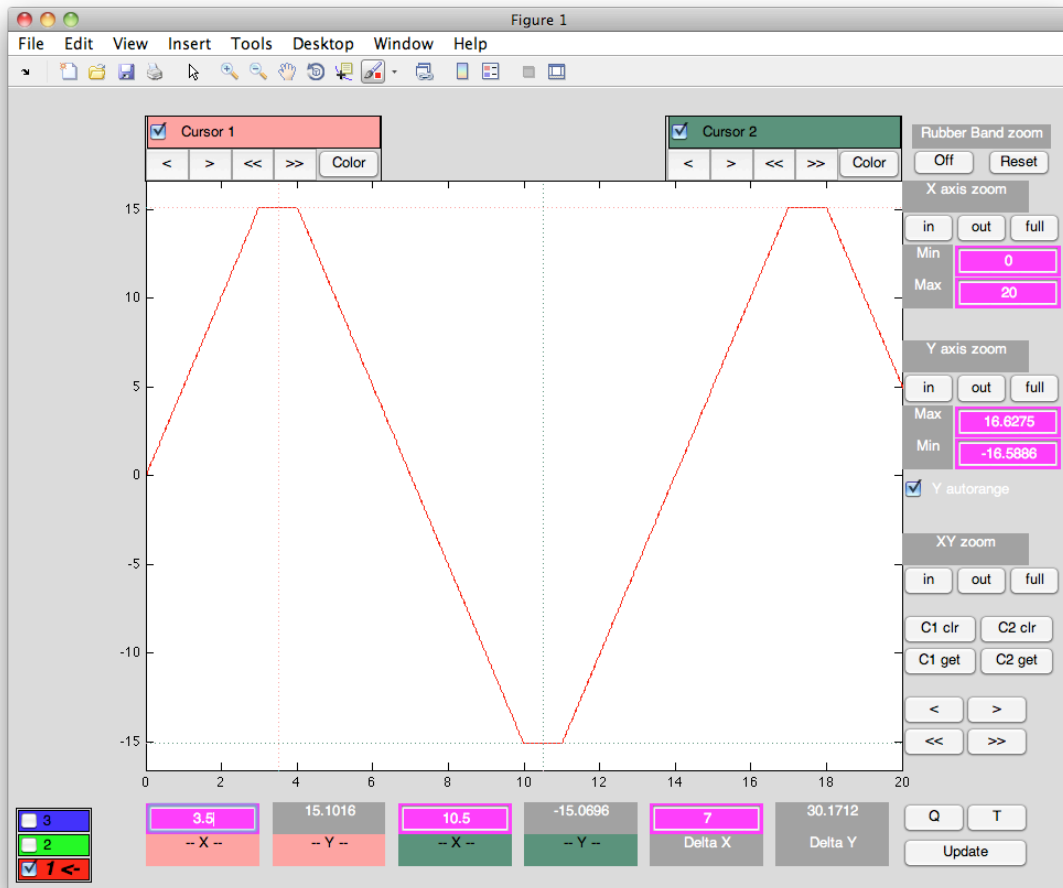 Figure 1
File Edit View Insert Tools Desktop Window Help
Cursor 1
< > << >> Color
Cursor 2
< > << >> Color
Rubber Band zoom
Off Reset
X axis zoom
in out full
Min 0
Max 20
Y axis zoom
in out full
Max 16.6275
Min -16.5886
Y autorange
XY zoom
in out full
C1 clr C2 clr
C1 get C2 get
< >
<< >>
15
10
5
0
-5
-10
-15
0 2 4 6 8 10 12 14 16 18 20
3
2
1 <-
3.5 15.1016 10.5 -15.0696 7 30.1712
-- X -- -- Y -- -- X -- -- Y -- Delta X Delta Y
Q T
Update